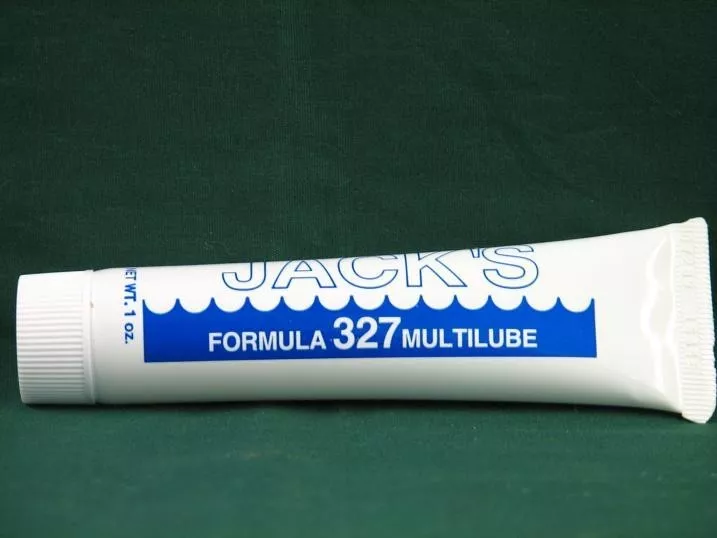 JACK'S
FORMULA 327 MULTILUBE
NET WT. 1 oz.